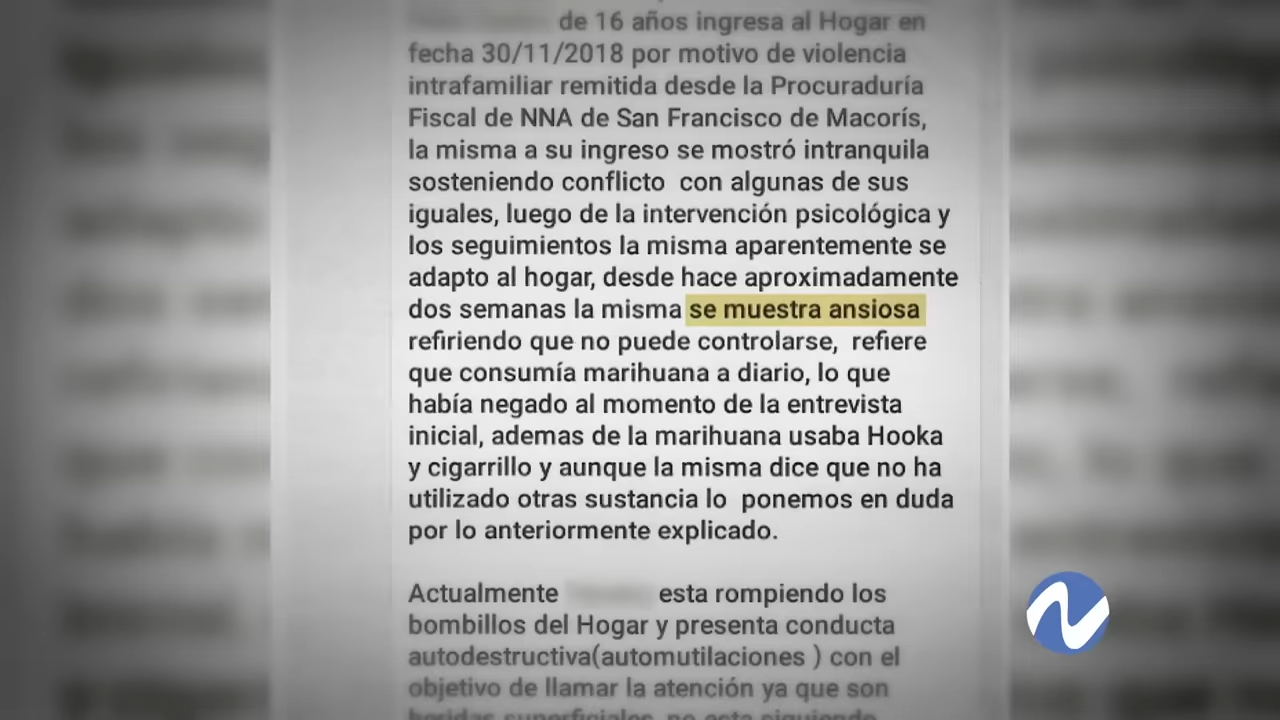 de 16 años ingresa al Hogar en
fecha 30/11/2018 por motivo de violencia
intrafamiliar remitida desde la Procuraduría
Fiscal de NNA de San Francisco de Macorís,
la misma a su ingreso se mostró intranquila
sosteniendo conflicto  con algunas de sus
iguales, luego de la intervención psicológica y
los seguimientos la misma aparentemente se
adapto al hogar, desde hace aproximadamente
dos semanas la misma se muestra ansiosa
refiriendo que no puede controlarse,  refiere
que consumía marihuana a diario, lo que
había negado al momento de la entrevista
inicial, ademas de la marihuana usaba Hooka
y cigarrillo y aunque la misma dice que no ha
utilizado otras sustancia lo  ponemos en duda
por lo anteriormente explicado.
Actualmente esta rompiendo los
bombillos del Hogar y presenta conducta
autodestructiva(automutilaciones ) con el
objetivo de llamar la atención ya que son
heridas superficiales, no esta siguiendo